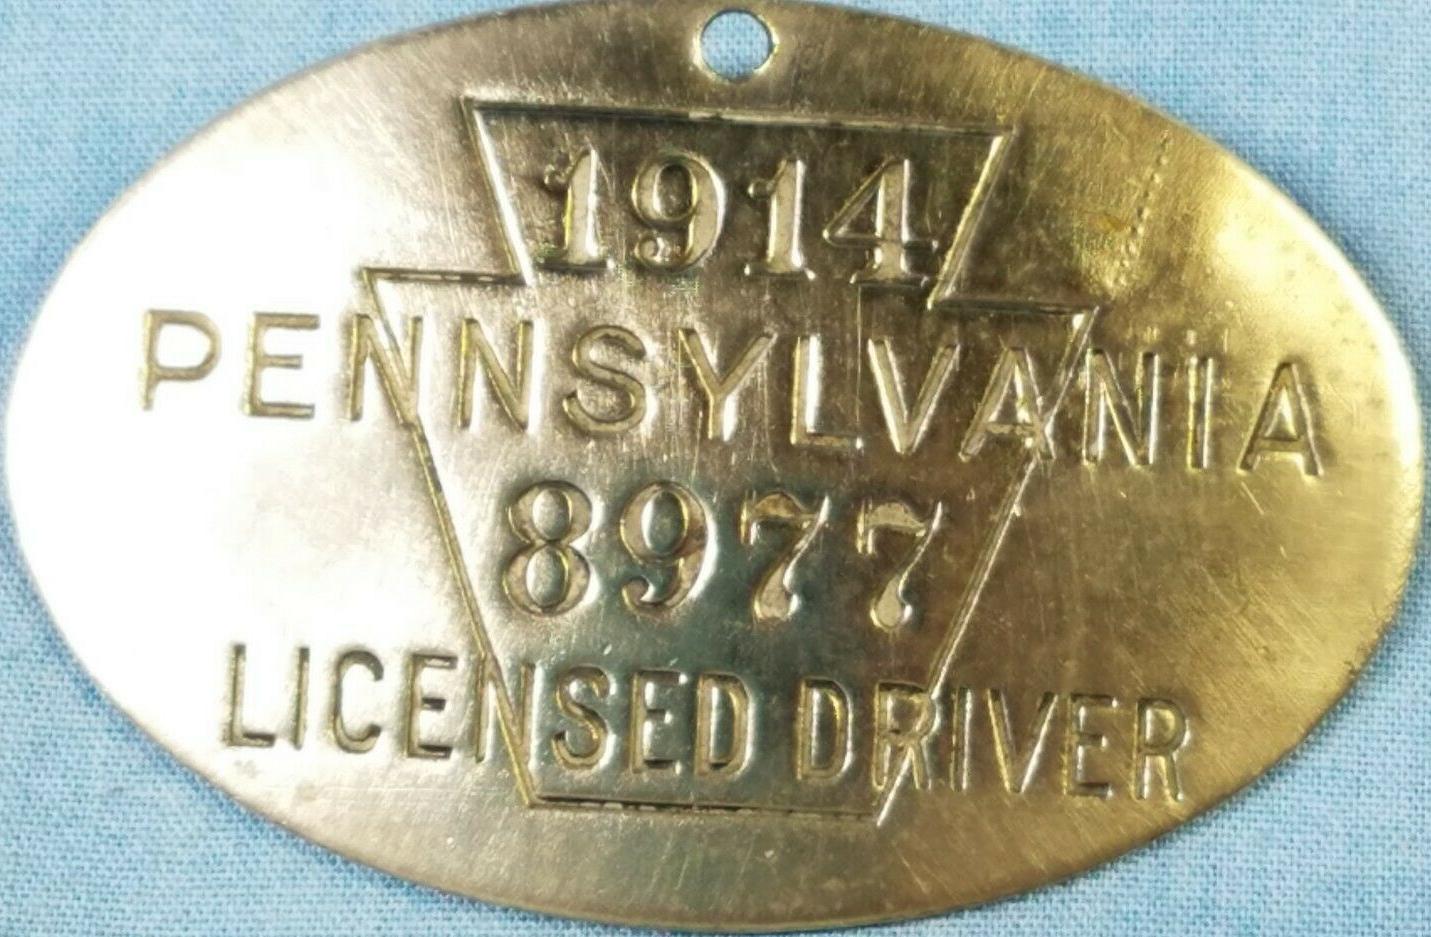 1914
PENNSYLVANIA
8977
LICENSED DRIVER